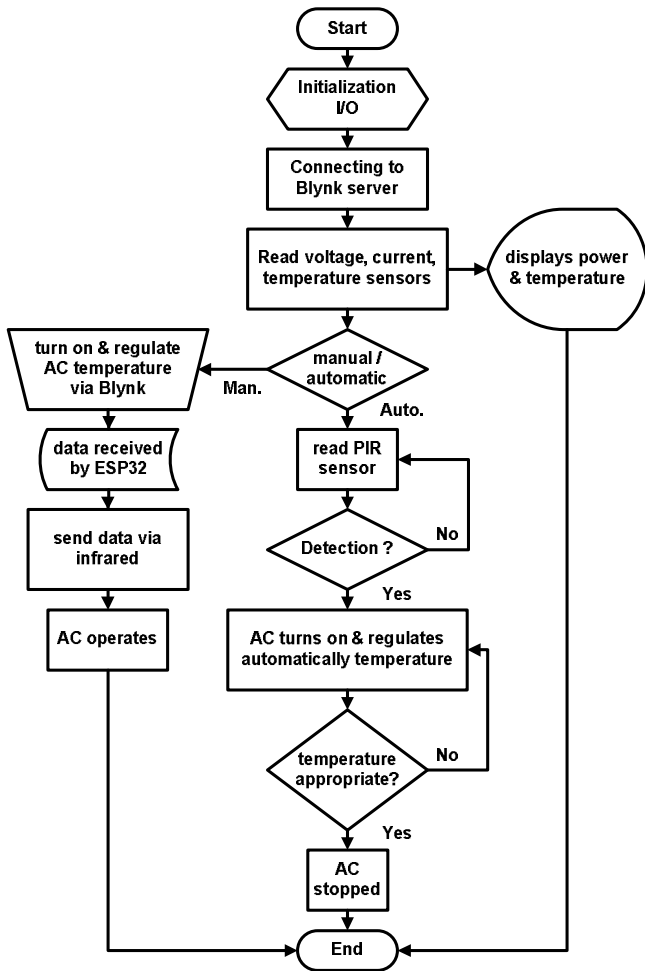 Start
Initialization
I/O
Connecting to
Blynk server
Read voltage, current,
temperature sensors
displays power
& temperature
manual /
automatic
Man.
Auto.
turn on & regulate
AC temperature
via Blynk
data received
by ESP32
send data via
infrared
AC operates
read PIR
sensor
Detection ?
No
Yes
AC turns on & regulates
automatically temperature
temperature
appropriate?
No
Yes
AC
stopped
End